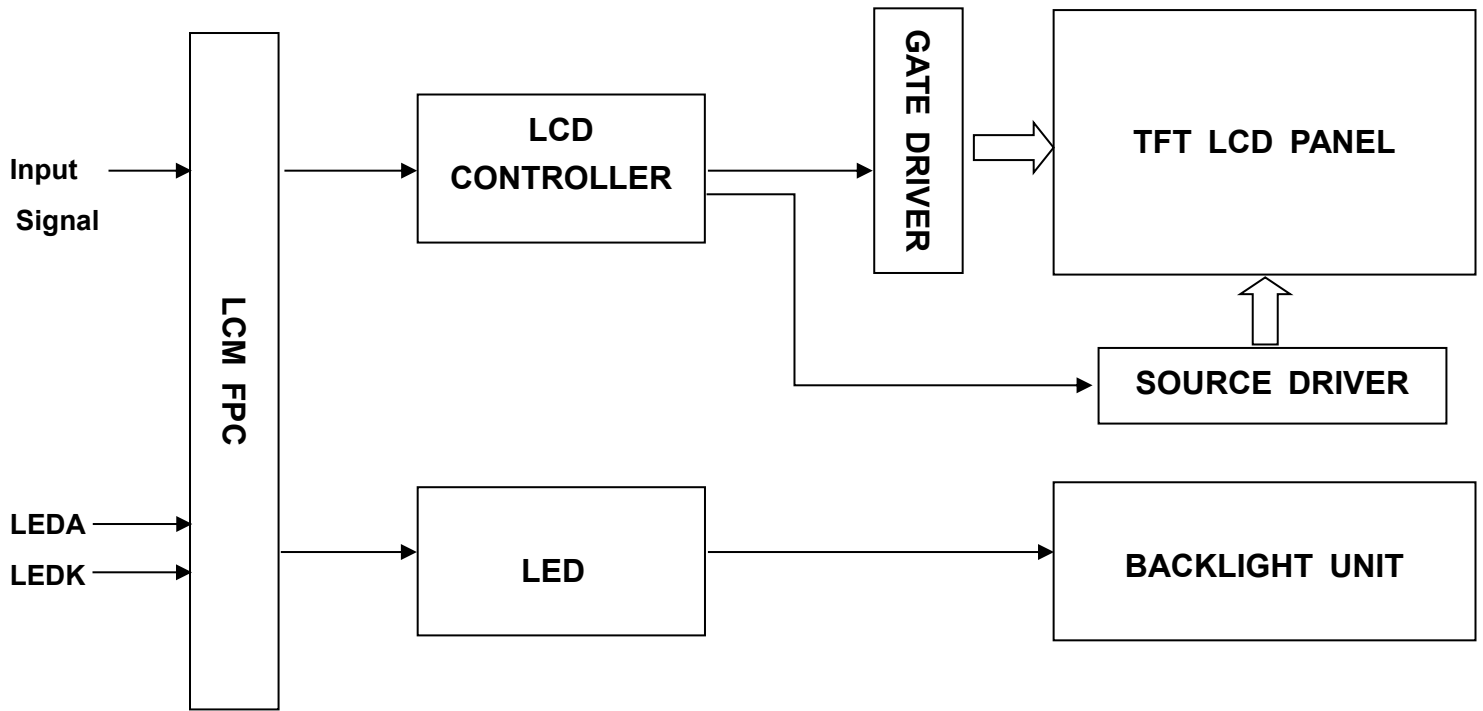 Input
Signal
LEDA
LEDK
LCM FPC
LCD
CONTROLLER
LED
GATE DRIVER
TFT LCD PANEL
SOURCE DRIVER
BACKLIGHT UNIT